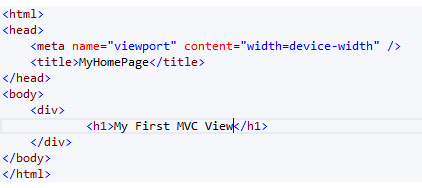 <html>
<head>
<meta name="viewport" content="width=device-width" />
<title>MyHomePage</title>
</head>
<body>
<div>
<h1>My First MVC View</h1>
</div>
</body>
</html>